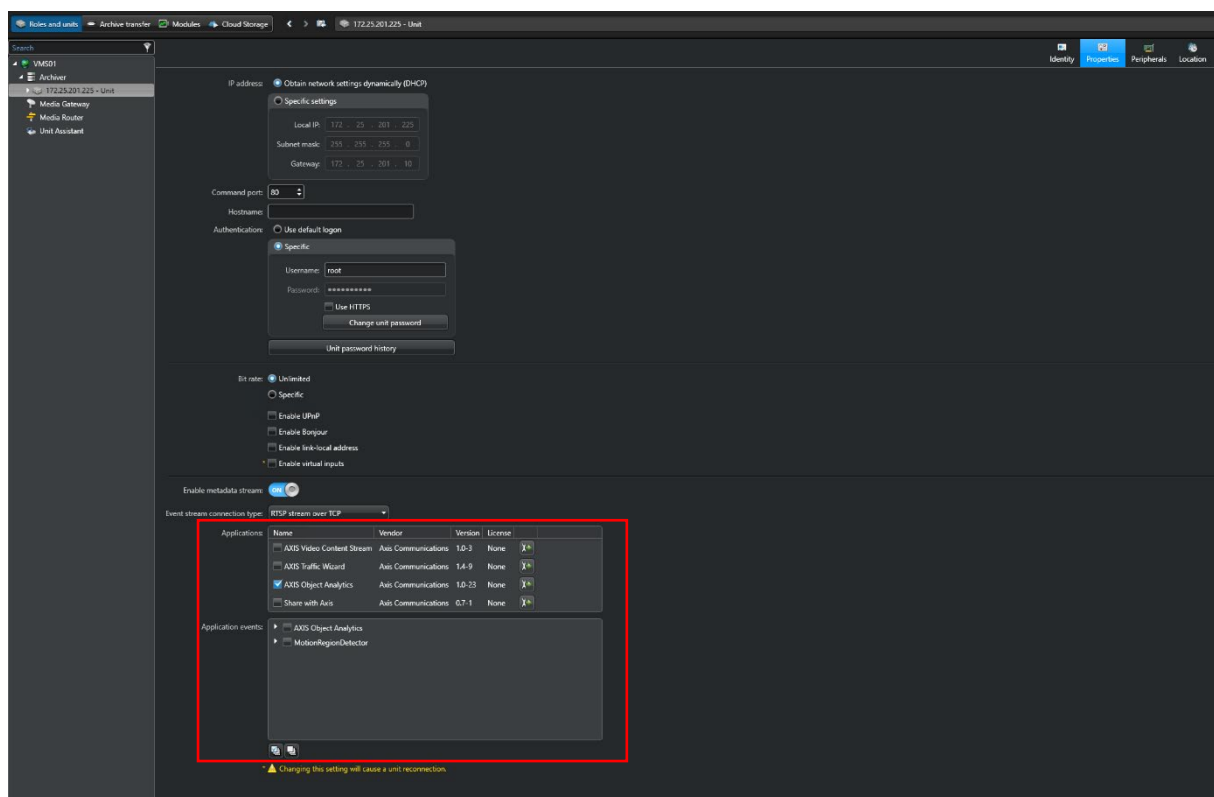 Roles and units Archive transfer Modules Cloud Storage 172.25.201.225 - Unit
Search
Identity Properties Peripherals Location
VMS01
Archiver
172.25.201.225 - Unit
Media Gateway
Media Router
Unit Assistant
IP address: Obtain network settings dynamically (DHCP)
Specific settings
Local IP: 172 . 25 . 201 . 225
Subnet mask: 255 . 255 . 255 . 0
Gateway: 172 . 25 . 201 . 10
Command port: 80
Hostname:
Authentication: Use default logon
Specific
Username: root
Password: **********
Use HTTPS
Change unit password
Unit password history
Bit rate: Unlimited
Specific
Enable UPnP
Enable Bonjour
Enable link-local address
* Enable virtual inputs
Enable metadata stream: ON
Event stream connection type: RTSP stream over TCP
Applications: Name Vendor Version License
AXIS Video Content Stream Axis Communications 1.0-3 None
AXIS Traffic Wizard Axis Communications 1.4-9 None
AXIS Object Analytics Axis Communications 1.0-23 None
Share with Axis Axis Communications 0.7-1 None
Application events: AXIS Object Analytics
MotionRegionDetector
* Changing this setting will cause a unit reconnection.